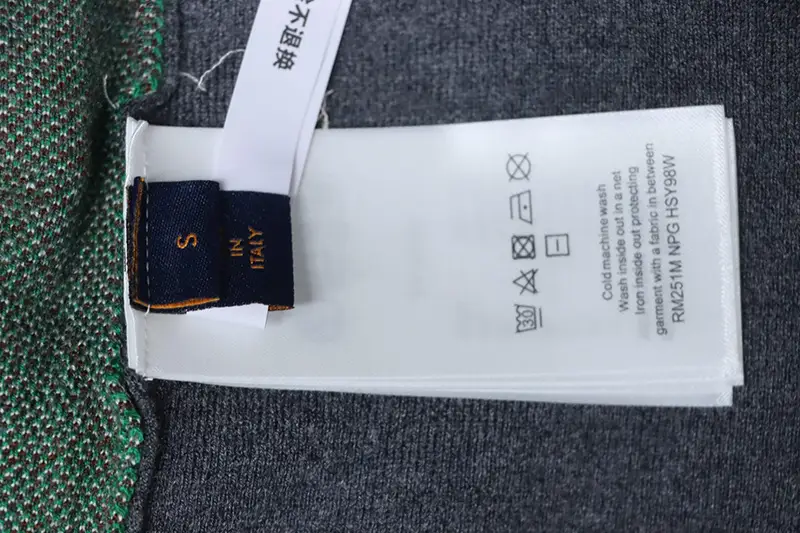 不退换
S
IN
ITALY
30
Cold machine wash
Wash inside out in a net
Iron inside out protecting
garment with a fabric in between
RM251M NPG HSY98W